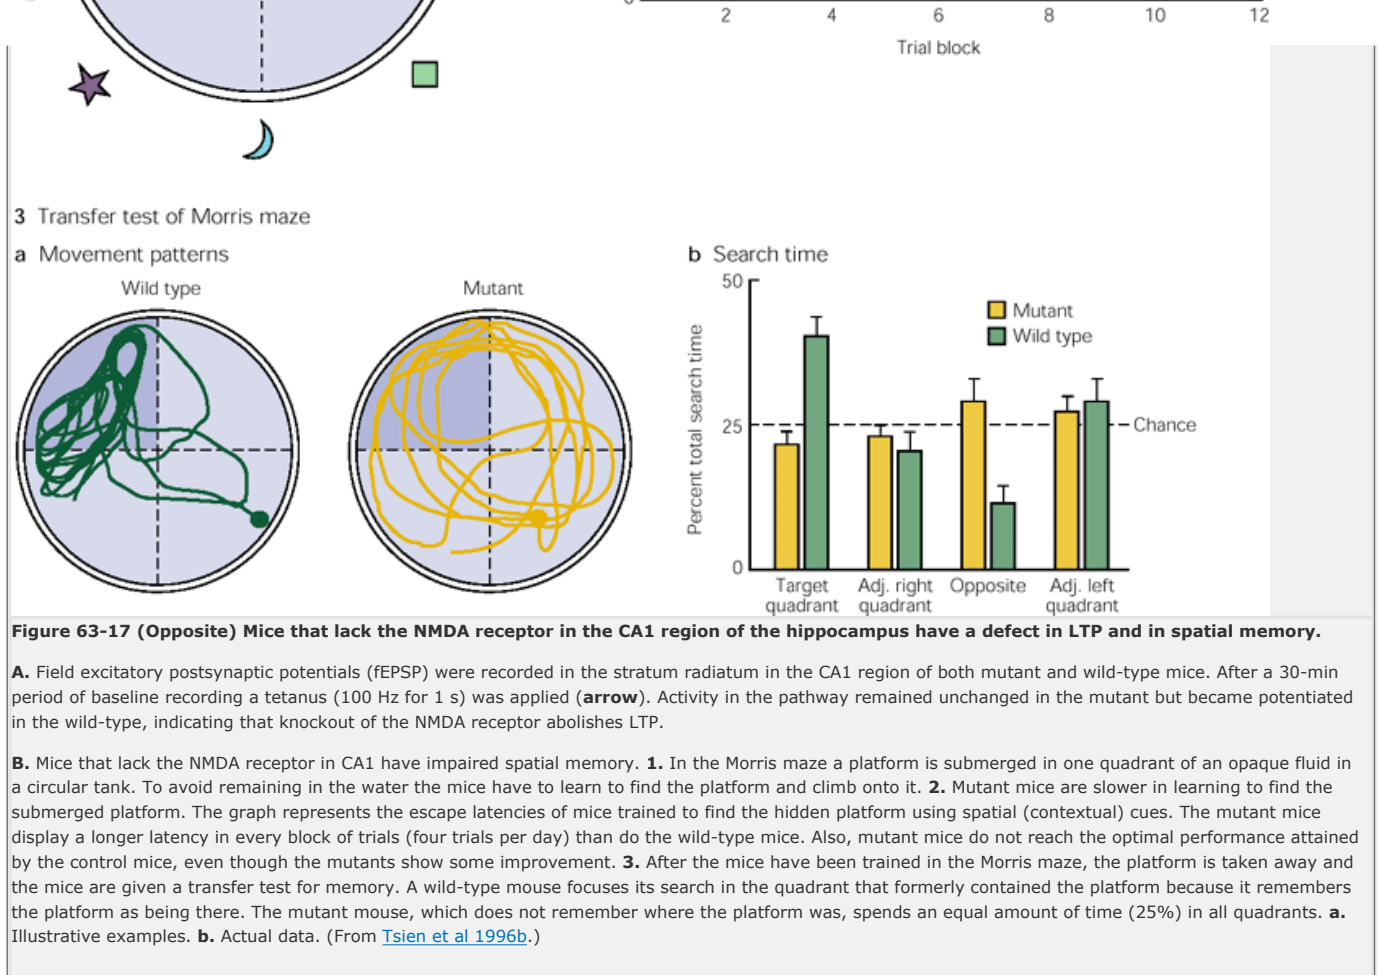 0
2 4 6 8 10 12
Trial block
3 Transfer test of Morris maze
a Movement patterns
Wild type
Mutant
b Search time
50
25
0
Percent total search time
Mutant
Wild type
Chance
Target quadrant
Adj. right quadrant
Opposite
Adj. left quadrant
Figure 63-17 (Opposite) Mice that lack the NMDA receptor in the CA1 region of the hippocampus have a defect in LTP and in spatial memory.
A. Field excitatory postsynaptic potentials (fEPSP) were recorded in the stratum radiatum in the CA1 region of both mutant and wild-type mice. After a 30-min
period of baseline recording a tetanus (100 Hz for 1 s) was applied (arrow). Activity in the pathway remained unchanged in the mutant but became potentiated
in the wild-type, indicating that knockout of the NMDA receptor abolishes LTP.
B. Mice that lack the NMDA receptor in CA1 have impaired spatial memory. 1. In the Morris maze a platform is submerged in one quadrant of an opaque fluid in
a circular tank. To avoid remaining in the water the mice have to learn to find the platform and climb onto it. 2. Mutant mice are slower in learning to find the
submerged platform. The graph represents the escape latencies of mice trained to find the hidden platform using spatial (contextual) cues. The mutant mice
display a longer latency in every block of trials (four trials per day) than do the wild-type mice. Also, mutant mice do not reach the optimal performance attained
by the control mice, even though the mutants show some improvement. 3. After the mice have been trained in the Morris maze, the platform is taken away and
the mice are given a transfer test for memory. A wild-type mouse focuses its search in the quadrant that formerly contained the platform because it remembers
the platform as being there. The mutant mouse, which does not remember where the platform was, spends an equal amount of time (25%) in all quadrants. a.
Illustrative examples. b. Actual data. (From Tsien et al 1996b.)